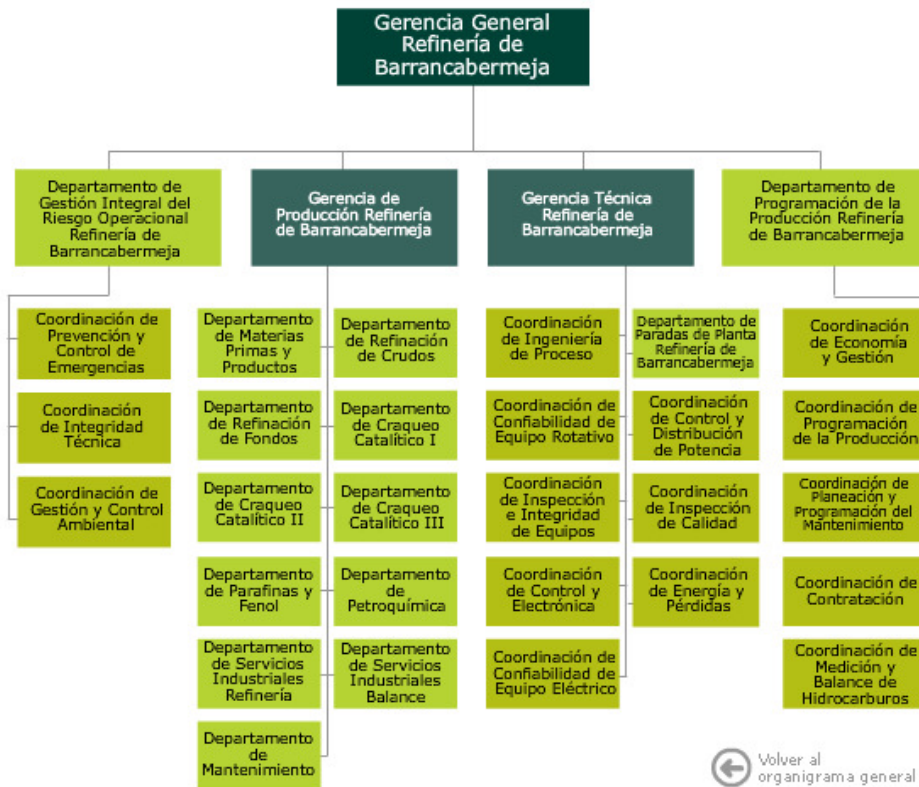 Gerencia General
Refinería de
Barrancabermeja
Departamento de
Gestión Integral del
Riesgo Operacional
Refinería de
Barrancabermeja
Gerencia de
Producción Refinería
de Barrancabermeja
Gerencia Técnica
Refinería de
Barrancabermeja
Departamento de
Programación de la
Producción Refinería
de Barrancabermeja
Coordinación de
Prevención y
Control de
Emergencias
Coordinación
de Integridad
Técnica
Coordinación de
Gestión y Control
Ambiental
Departamento
de Materias
Primas y
Productos
Departamento
de Refinación
de Crudos
Departamento
de Refinación
de Fondos
Departamento
de Craqueo
Catalítico I
Departamento
de Craqueo
Catalítico II
Departamento
de Craqueo
Catalítico III
Departamento
de Parafinas y
Fenol
Departamento
de
Petroquímica
Departamento
de Servicios
Industriales
Refinería
Departamento
de Servicios
Industriales
Balance
Departamento
de
Mantenimiento
Coordinación
de Ingeniería
de Proceso
Departamento de
Paradas de Planta
Refinería de
Barrancabermeja
Coordinación de
Confiabilidad de
Equipo Rotativo
Coordinación
de Control y
Distribución
de Potencia
Coordinación
de Inspección
e Integridad
de Equipos
Coordinación
de Inspección
de Calidad
Coordinación
de Control y
Electrónica
Coordinación
de Energía y
Pérdidas
Coordinación de
Confiabilidad de
Equipo Eléctrico
Coordinación
de Economía
y Gestión
Coordinación de
Programación
de la Producción
Coordinación de
Planeación y
Programación del
Mantenimiento
Coordinación de
Contratación
Coordinación de
Medición y
Balance de
Hidrocarburos
Volver al
organigrama general